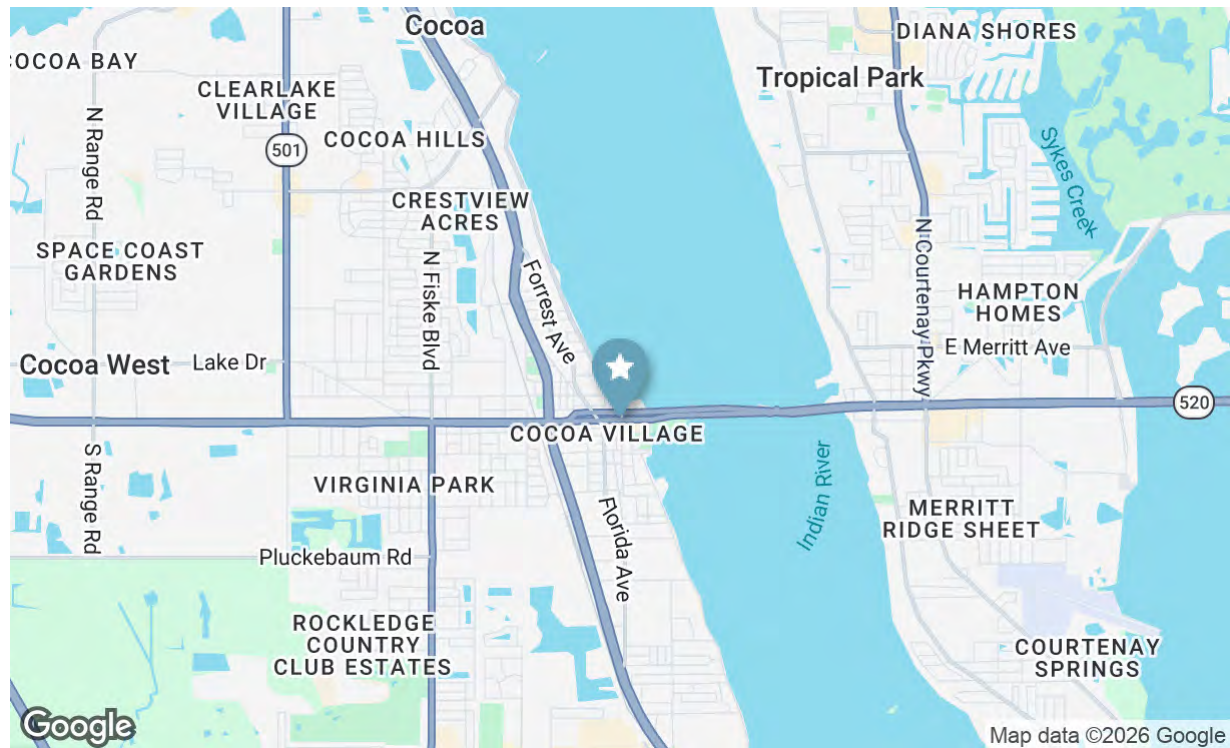 Cocoa
DIANA SHORES
COCOA BAY
Tropical Park
CLEARLAKE
VILLAGE
N Range Rd
501
COCOA HILLS
Sykes Creek
CRESTVIEW
ACRES
SPACE COAST
GARDENS
N Fiske Blvd
Forrest Ave
N Courtenay Pkwy
HAMPTON
HOMES
E Merritt Ave
Cocoa West
Lake Dr
520
COCOA VILLAGE
S Range Rd
VIRGINIA PARK
Florida Ave
Indian River
MERRITT
RIDGE SHEET
Pluckebaum Rd
ROCKLEDGE
COUNTRY
CLUB ESTATES
COURTENAY
SPRINGS
Google
Map data ©2026 Google